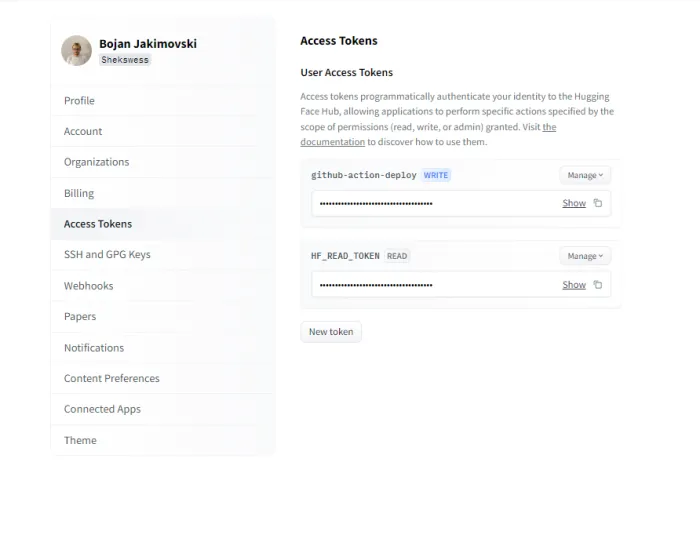 Bojan Jakimovski
Shekswess
Profile
Account
Organizations
Billing
Access Tokens
SSH and GPG Keys
Webhooks
Papers
Notifications
Content Preferences
Connected Apps
Theme
Access Tokens
User Access Tokens
Access tokens programmatically authenticate your identity to the Hugging
Face Hub, allowing applications to perform specific actions specified by the
scope of permissions (read, write, or admin) granted. Visit the
documentation to discover how to use them.
github-action-deploy WRITE Manage
Show
HF_READ_TOKEN READ Manage
Show
New token